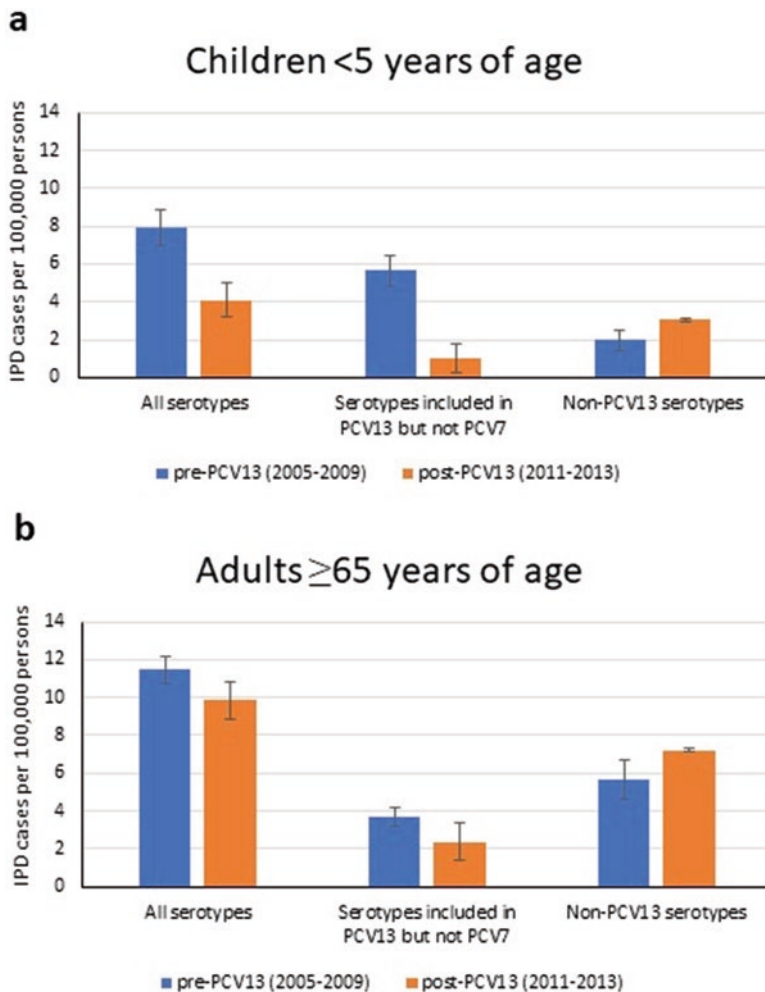 a
Children <5 years of age
IPD cases per 100,000 persons
14
12
10
8
6
4
2
0
All serotypes
Serotypes included in
PCV13 but not PCV7
Non-PCV13 serotypes
pre-PCV13 (2005-2009) post-PCV13 (2011-2013)
b
Adults ≥65 years of age
IPD cases per 100,000 persons
14
12
10
8
6
4
2
0
All serotypes
Serotypes included in
PCV13 but not PCV7
Non-PCV13 serotypes
pre-PCV13 (2005-2009) post-PCV13 (2011-2013)